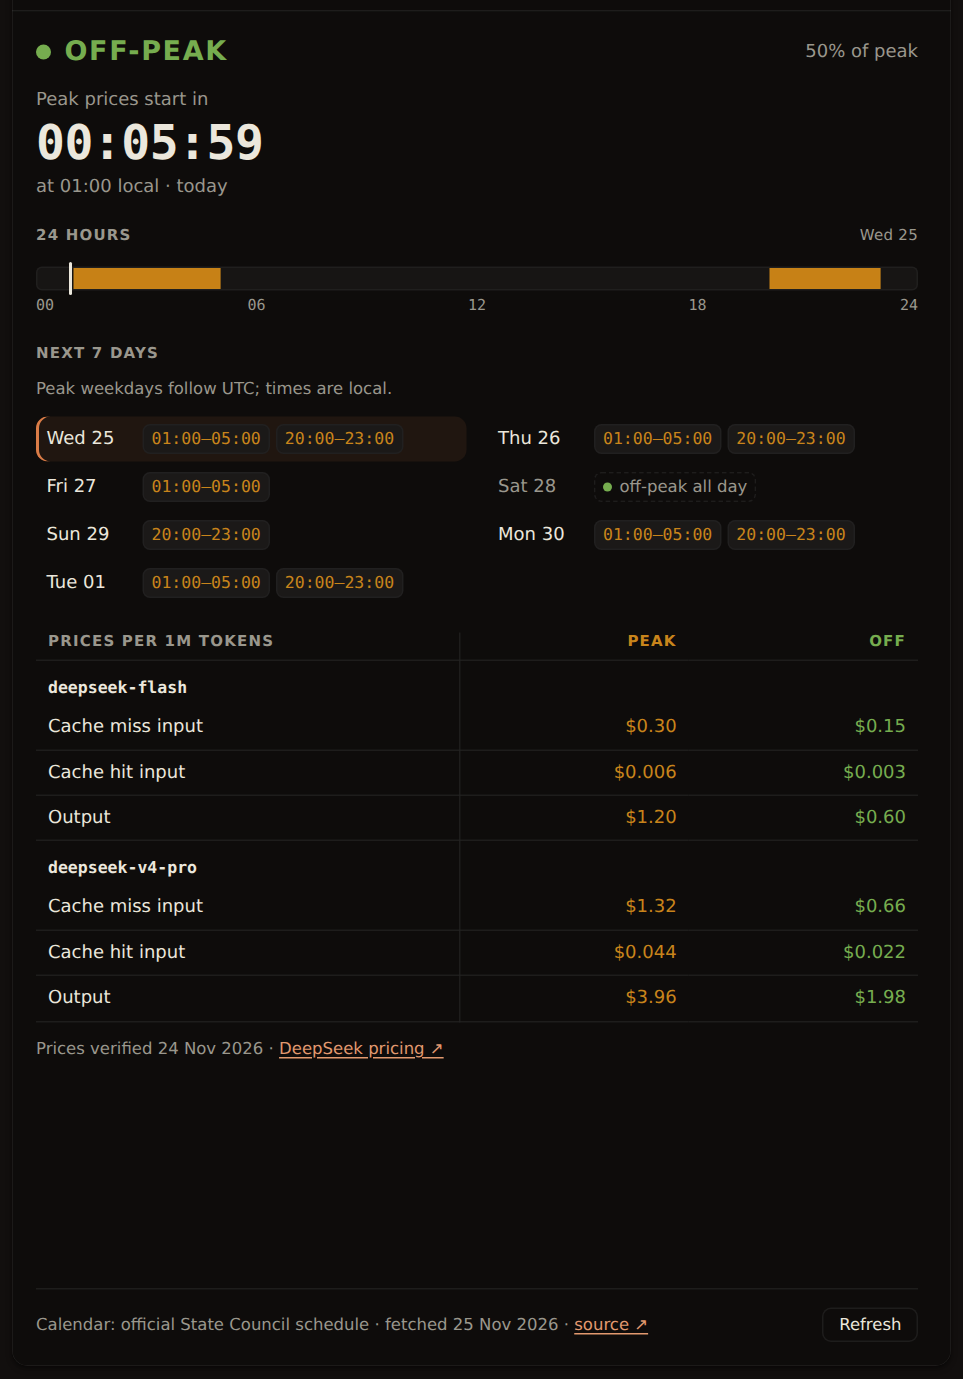 OFF-PEAK
50% of peak
Peak prices start in
00:05:59
at 01:00 local · today
24 HOURS
Wed 25
00 06 12 18 24
NEXT 7 DAYS
Peak weekdays follow UTC; times are local.
Wed 25 01:00–05:00 20:00–23:00
Thu 26 01:00–05:00 20:00–23:00
Fri 27 01:00–05:00
Sat 28 off-peak all day
Sun 29 20:00–23:00
Mon 30 01:00–05:00 20:00–23:00
Tue 01 01:00–05:00 20:00–23:00
PRICES PER 1M TOKENS PEAK OFF
deepseek-flash
Cache miss input $0.30 $0.15
Cache hit input $0.006 $0.003
Output $1.20 $0.60
deepseek-v4-pro
Cache miss input $1.32 $0.66
Cache hit input $0.044 $0.022
Output $3.96 $1.98
Prices verified 24 Nov 2026 · DeepSeek pricing ↗
Calendar: official State Council schedule · fetched 25 Nov 2026 · source ↗
Refresh